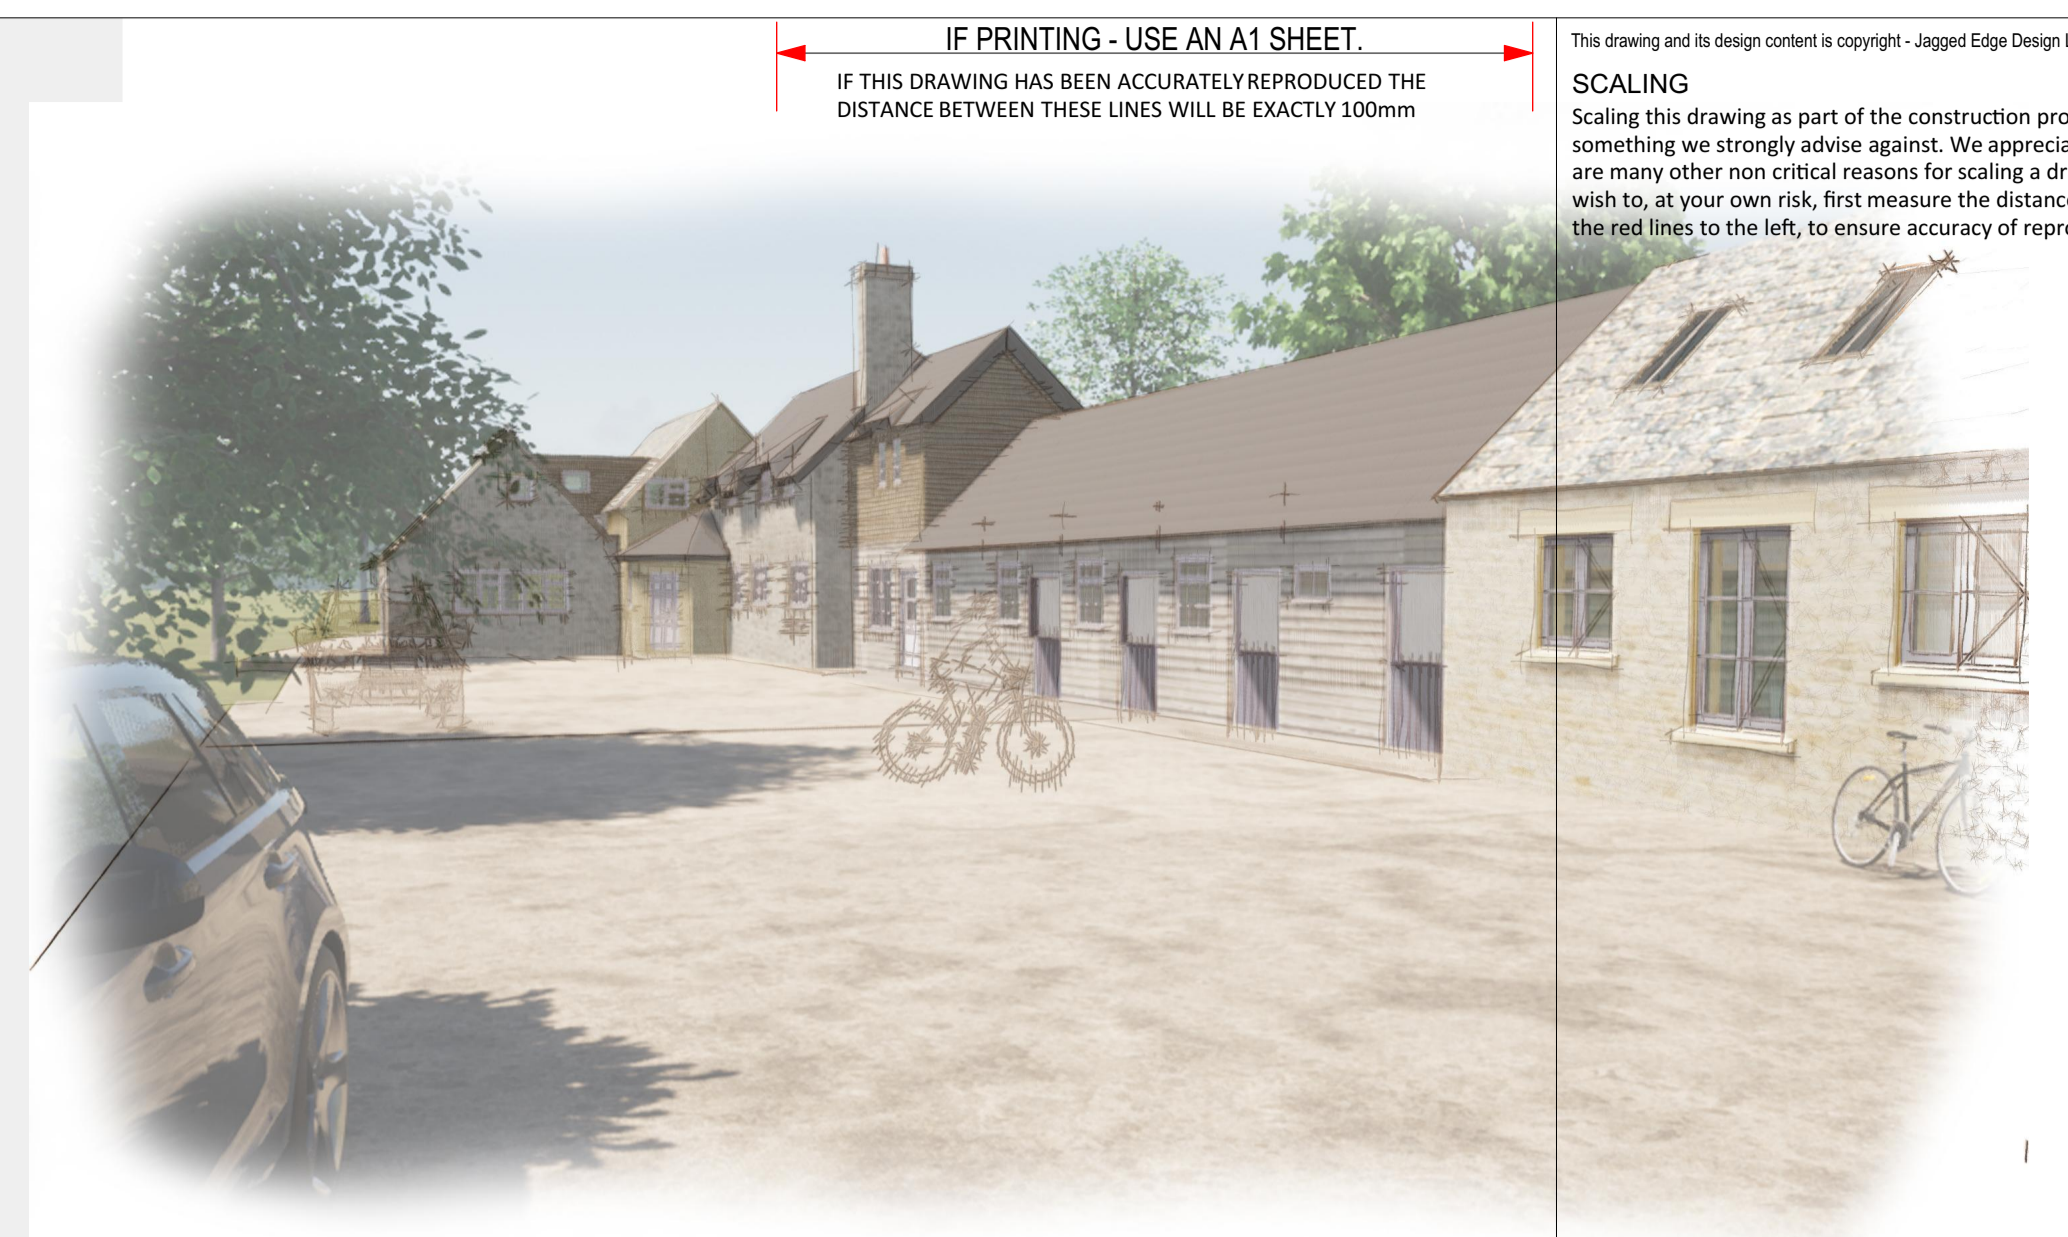 IF PRINTING - USE AN A1 SHEET.
IF THIS DRAWING HAS BEEN ACCURATELY REPRODUCED THE
DISTANCE BETWEEN THESE LINES WILL BE EXACTLY 100mm
This drawing and its design content is copyright - Jagged Edge Design
SCALING
Scaling this drawing as part of the construction
something we strongly advise against. We
are many other non critical reasons for scaling a
wish to, at your own risk, first measure the
the red lines to the left, to ensure accuracy of